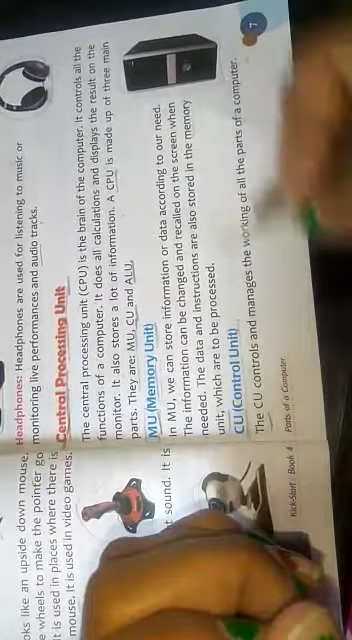 oks like an upside down mouse,
e wheels to make the pointer go
t is used in places where there is
mouse. It is used in video games.
t sound. It is
Headphones: Headphones are used for listening to music or
monitoring live performances and audio tracks.
Central Processing Unit
The central processing unit (CPU) is the brain of the computer. It controls all the
functions of a computer. It does all calculations and displays the result on the
monitor. It also stores a lot of information. A CPU is made up of three main
parts. They are: MU, CU and ALU.
MU (Memory Unit)
In MU, we can store information or data according to our need.
The information can be changed and recalled on the screen when
needed. The data and instructions are also stored in the memory
unit, which are to be processed.
CU (Control Unit)
The CU controls and manages the working of all the parts of a computer.
Kick-Start : Book 4 Parts of a Computer
7